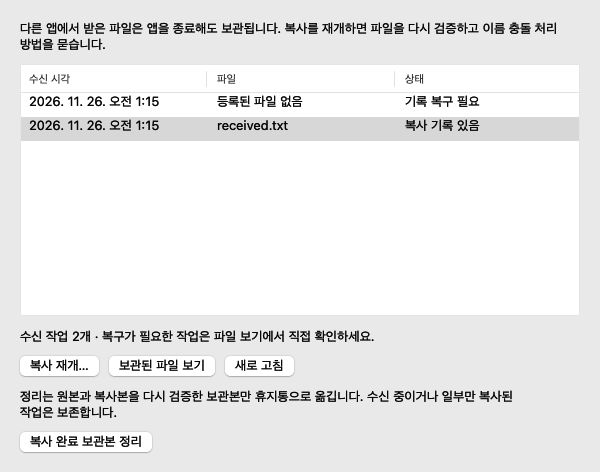 다른 앱에서 받은 파일은 앱을 종료해도 보관됩니다. 복사를 재개하면 파일을 다시 검증하고 이름 충돌 처리
방법을 묻습니다.
수신 시각 파일 상태
2026. 11. 26. 오전 1:15 등록된 파일 없음 기록 복구 필요
2026. 11. 26. 오전 1:15 received.txt 복사 기록 있음
수신 작업 2개 · 복구가 필요한 작업은 파일 보기에서 직접 확인하세요.
복사 재개... 보관된 파일 보기 새로 고침
정리는 원본과 복사본을 다시 검증한 보관본만 휴지통으로 옮깁니다. 수신 중이거나 일부만 복사된
작업은 보존합니다.
복사 완료 보관본 정리